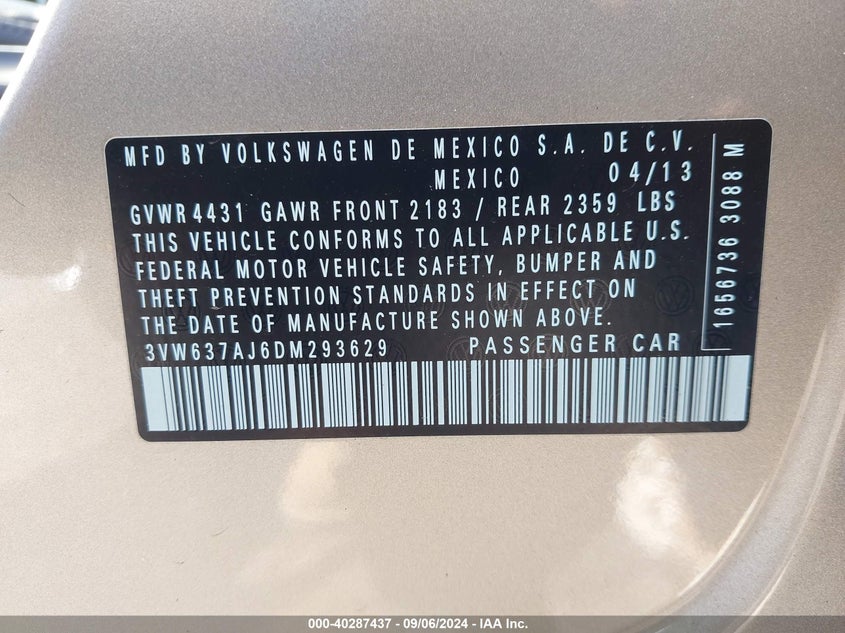 MFD BY VOLKSWAGEN DE MEXICO S.A. DE C.V.
MEXICO 04/13
GVWR 4431 GAWR FRONT 2183 / REAR 2359 LBS
THIS VEHICLE CONFORMS TO ALL APPLICABLE U.S.
FEDERAL MOTOR VEHICLE SAFETY, BUMPER AND
THEFT PREVENTION STANDARDS IN EFFECT ON
THE DATE OF MANUFACTURE SHOWN ABOVE.
3VW637AJ6DM293629 PASSENGER CAR
1656736 3088 M
000-40287437 - 09/06/2024 - IAA Inc.